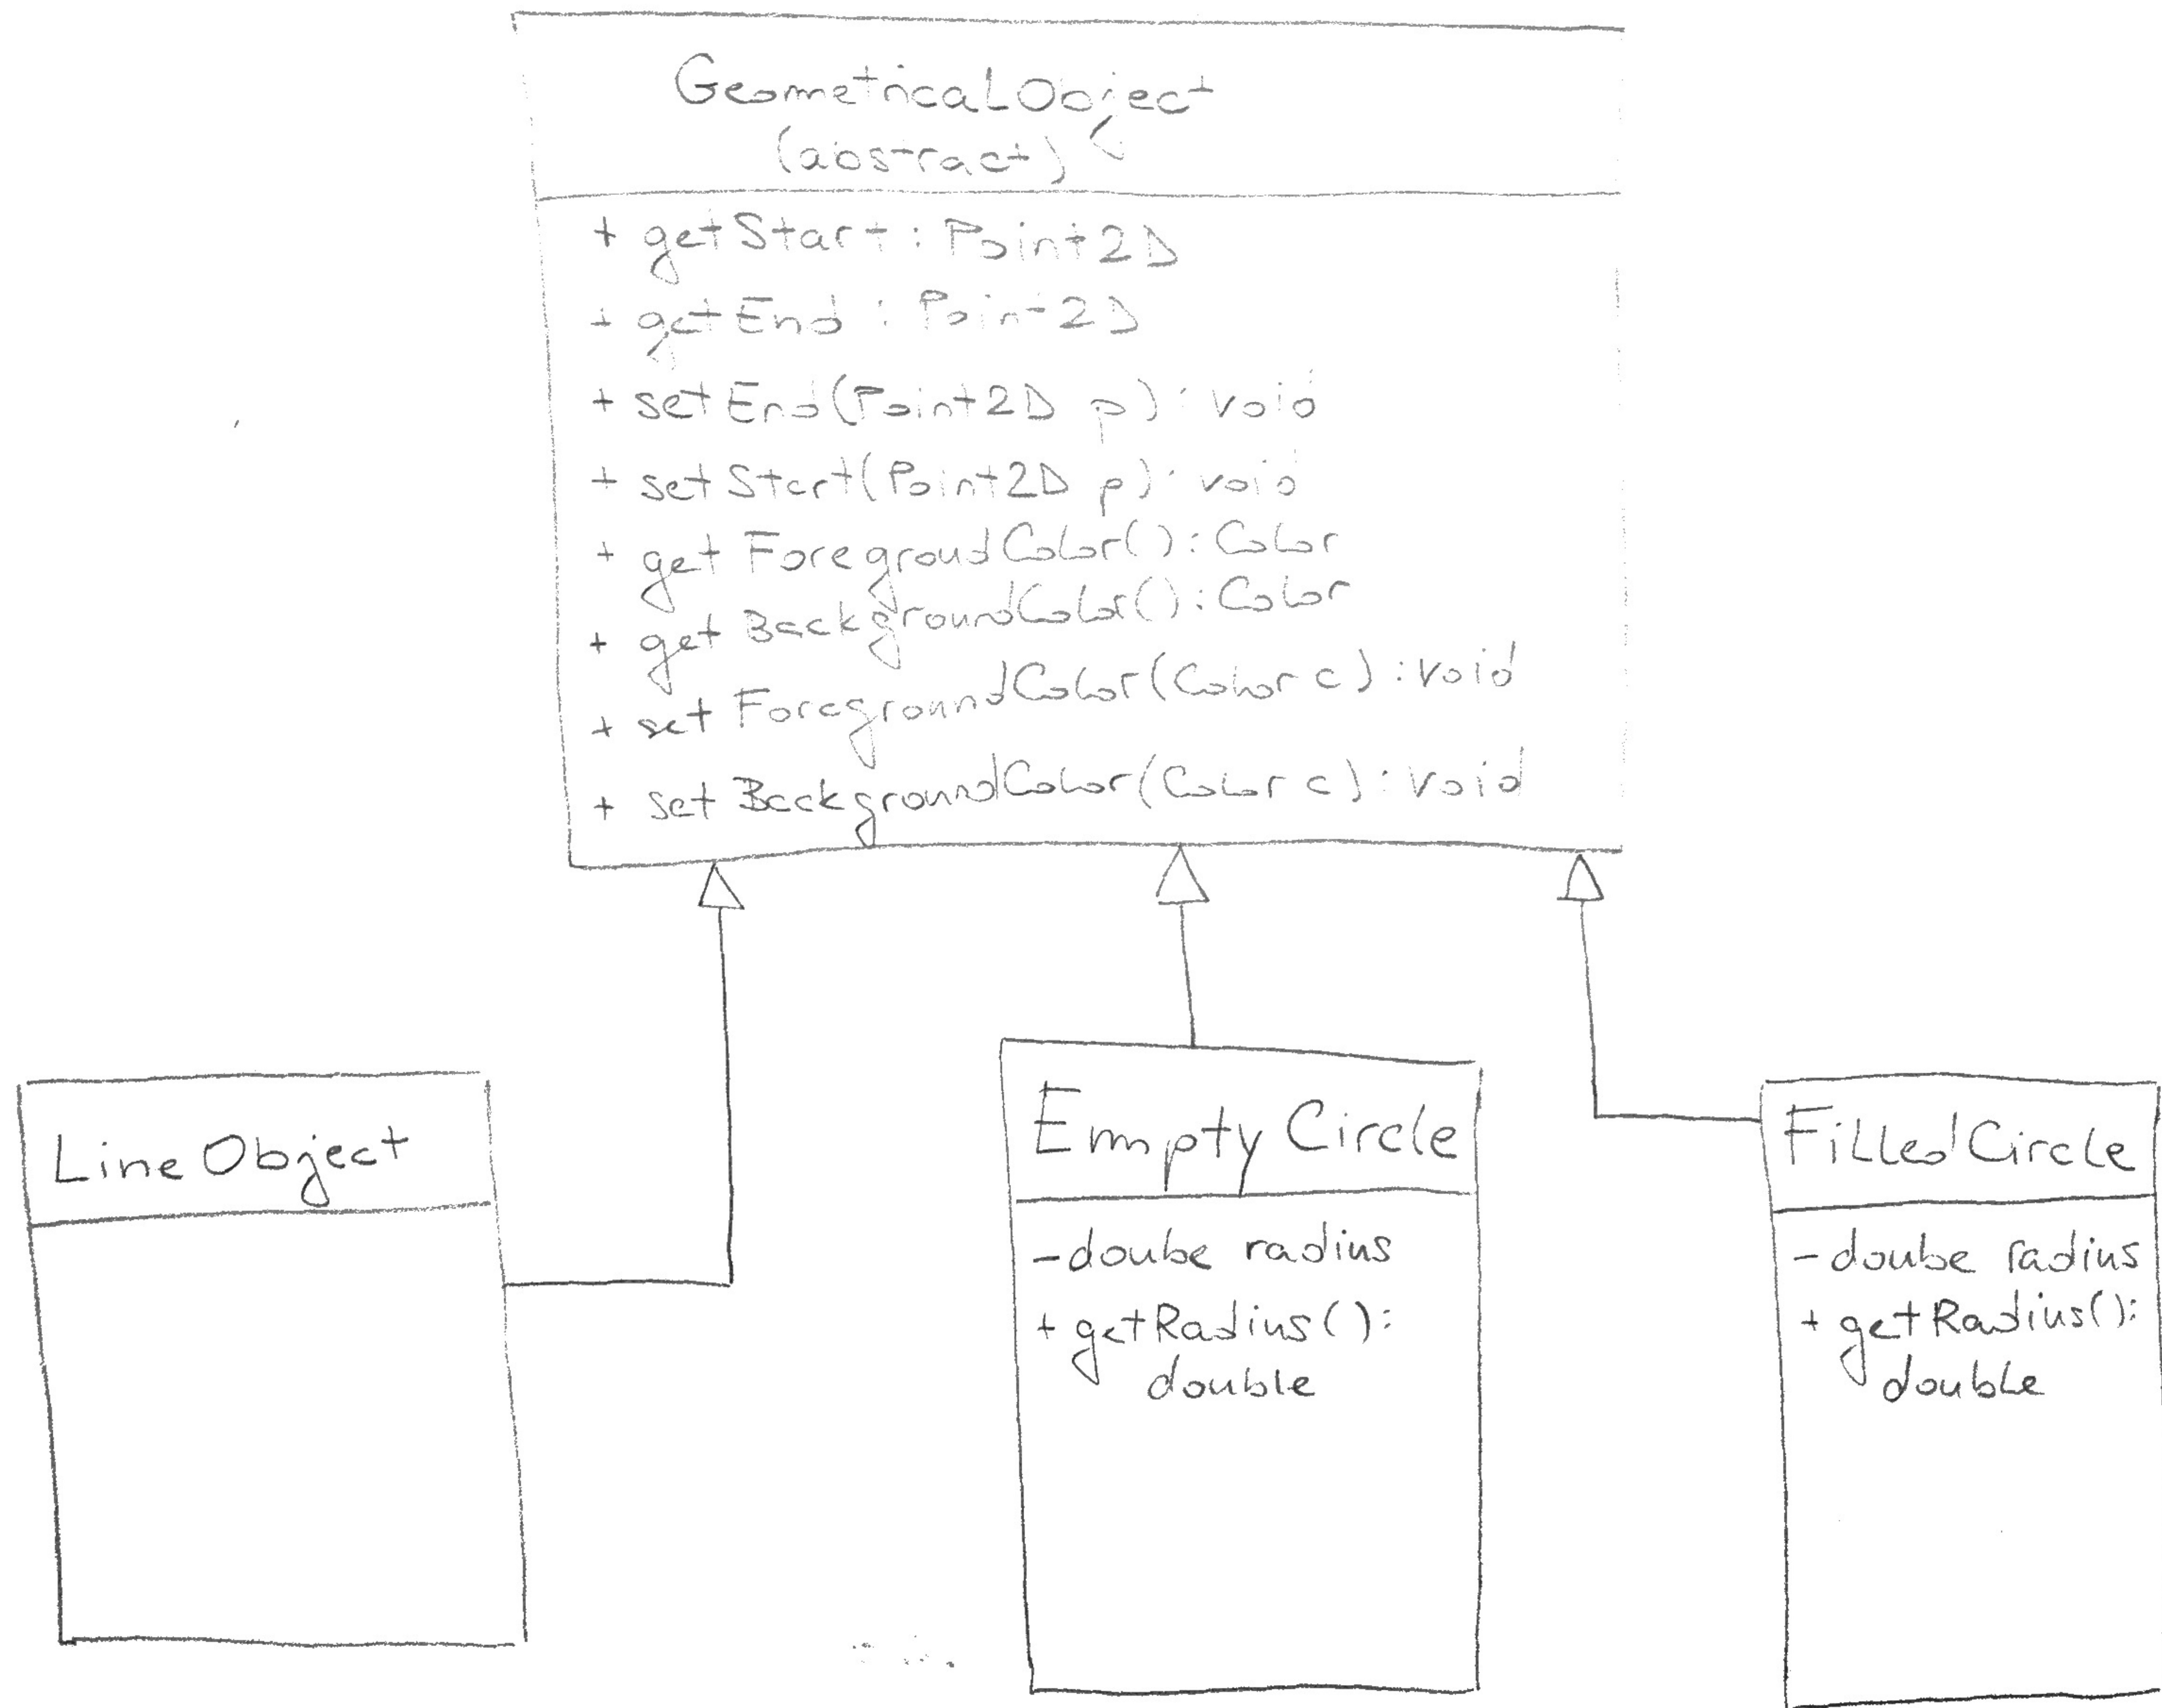 GeometricalObject
(abstract)
+ getStart : Point2D
+ getEnd : Point2D
+ setEnd(Point2D p) : void
+ setStart(Point2D p) : void
+ getForegroudColor() : Color
+ getBackgroundColor() : Color
+ setForegroundColor(Color c) : void
+ setBackgroundColor(Color c) : void
LineObject
EmptyCircle
- doube radius
+ getRadius() :
double
FilledCircle
- doube radius
+ getRadius() :
double